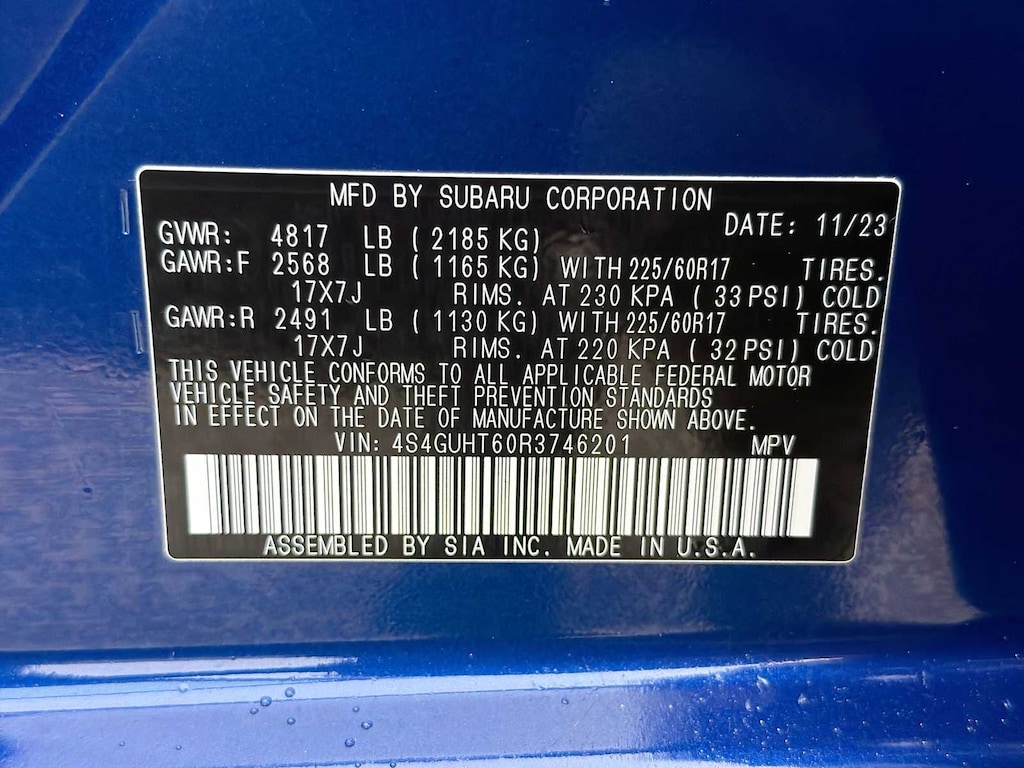 MFD BY SUBARU CORPORATION
DATE: 11/23
GVWR: 4817 LB ( 2185 KG)
GAWR:F 2568 LB ( 1165 KG) WITH 225/60R17 TIRES.
17X7J RIMS. AT 230 KPA ( 33 PSI) COLD
GAWR:R 2491 LB ( 1130 KG) WITH 225/60R17 TIRES.
17X7J RIMS. AT 220 KPA ( 32 PSI) COLD
THIS VEHICLE CONFORMS TO ALL APPLICABLE FEDERAL MOTOR
VEHICLE SAFETY AND THEFT PREVENTION STANDARDS
IN EFFECT ON THE DATE OF MANUFACTURE SHOWN ABOVE.
VIN: 4S4GUHT60R3746201 MPV
ASSEMBLED BY SIA INC. MADE IN U.S.A.